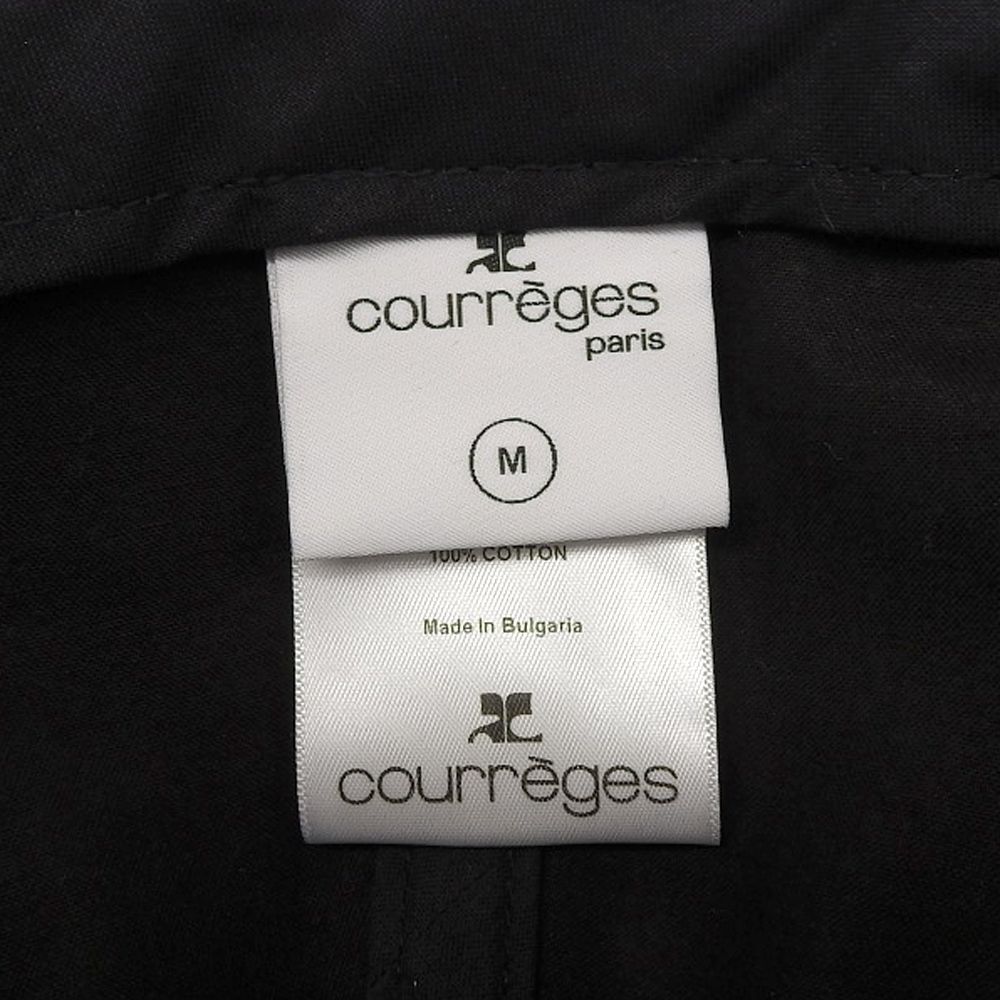 courrèges
paris
M
100% COTTON
Made In Bulgaria
courrèges